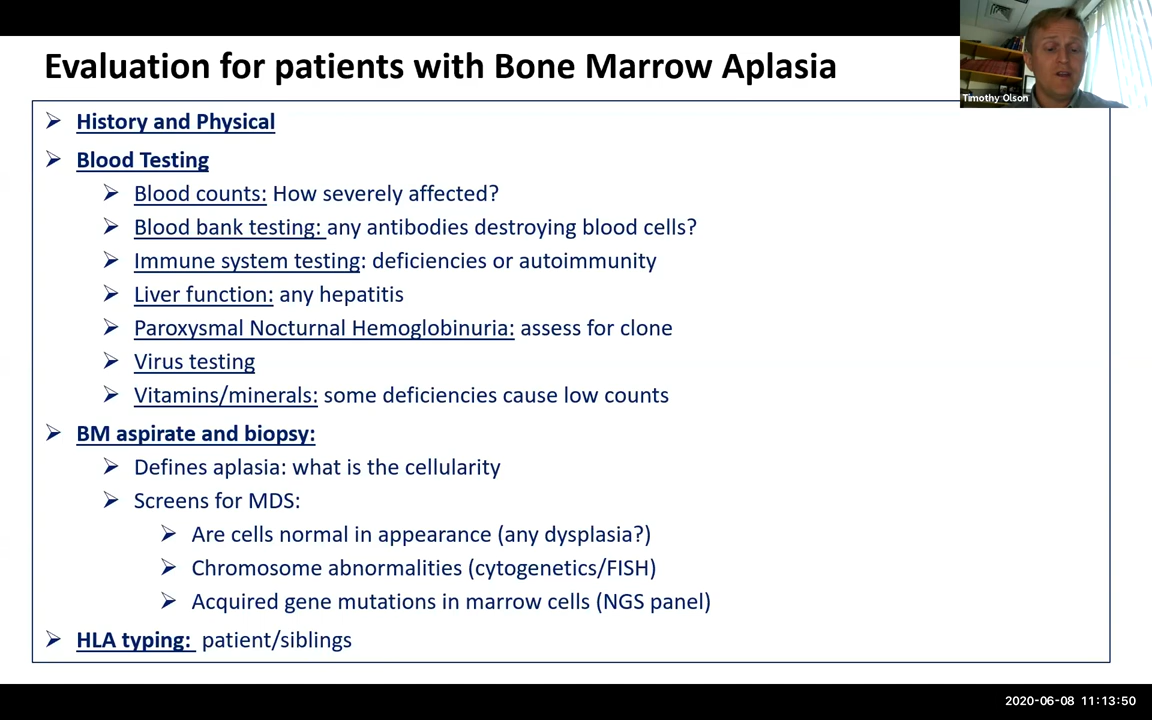 Evaluation for patients with Bone Marrow Aplasia
Timothy Olson
History and Physical
Blood Testing
Blood counts: How severely affected?
Blood bank testing: any antibodies destroying blood cells?
Immune system testing: deficiencies or autoimmunity
Liver function: any hepatitis
Paroxysmal Nocturnal Hemoglobinuria: assess for clone
Virus testing
Vitamins/minerals: some deficiencies cause low counts
BM aspirate and biopsy:
Defines aplasia: what is the cellularity
Screens for MDS:
Are cells normal in appearance (any dysplasia?)
Chromosome abnormalities (cytogenetics/FISH)
Acquired gene mutations in marrow cells (NGS panel)
HLA typing: patient/siblings
2020-06-08 11:13:50